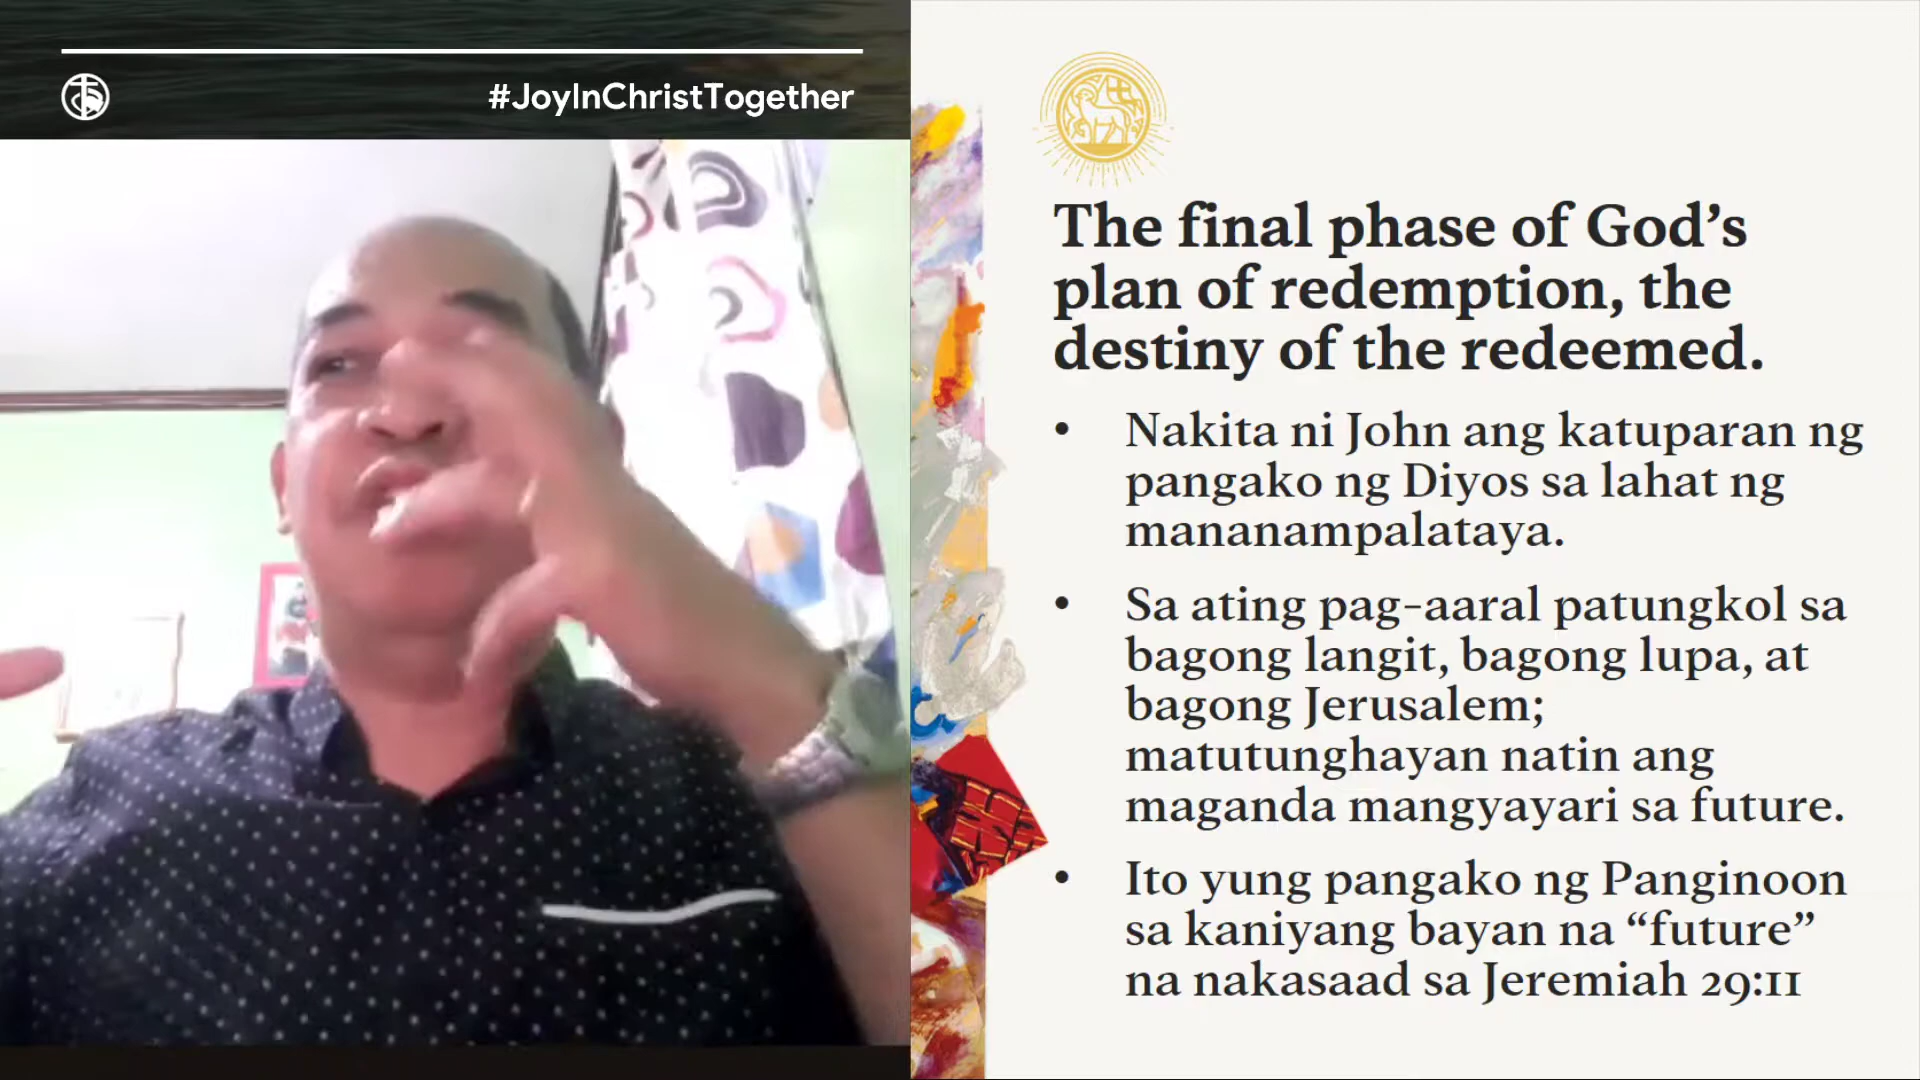 #JoyInChristTogether
The final phase of God’s
plan of redemption, the
destiny of the redeemed.
• Nakita ni John ang katuparan ng
pangako ng Diyos sa lahat ng
mananampalataya.
• Sa ating pag-aaral patungkol sa
bagong langit, bagong lupa, at
bagong Jerusalem;
matutunghayan natin ang
maganda mangyayari sa future.
• Ito yung pangako ng Panginoon
sa kaniyang bayan na “future”
na nakasaad sa Jeremiah 29:11